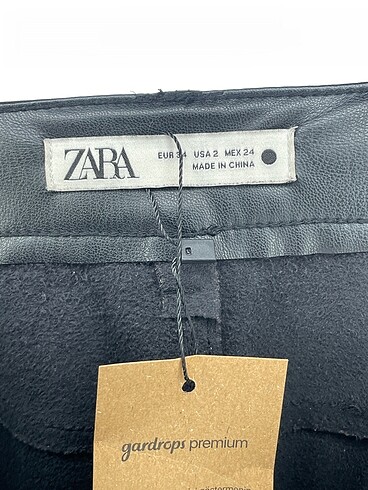 ZARA
EUR 34 USA 2 MEX 24
MADE IN CHINA
gardrops premium